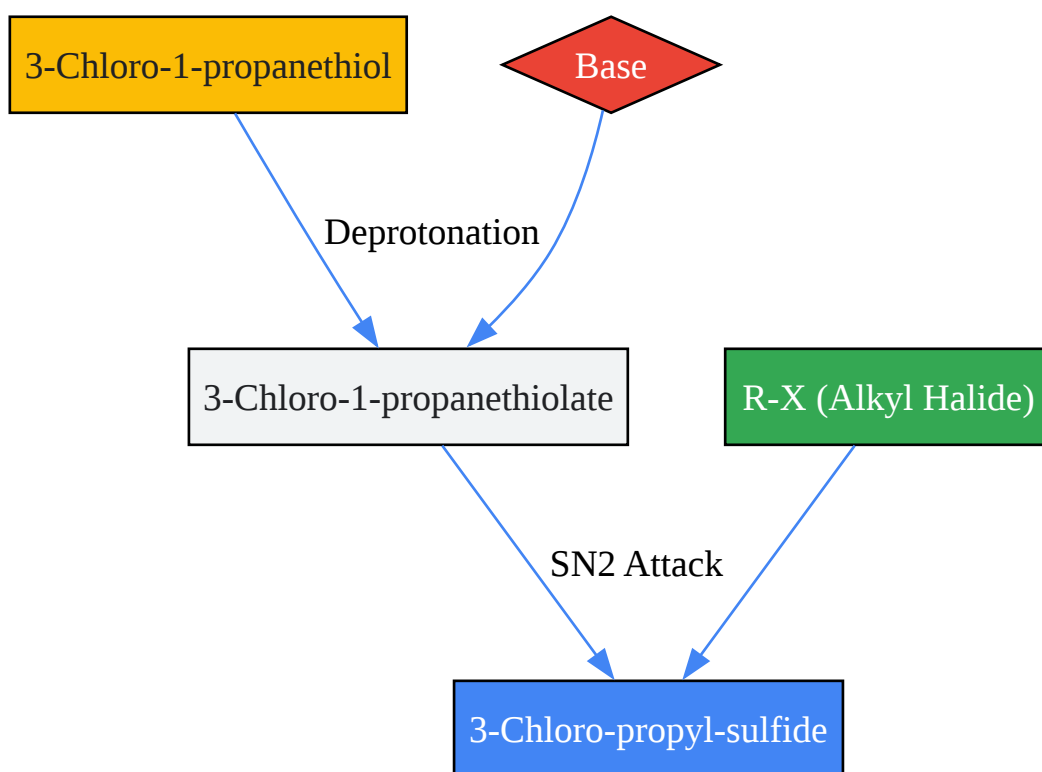 3-Chloro-1-propanethiol
Base
Deprotonation
3-Chloro-1-propanethiolate
R-X (Alkyl Halide)
SN2 Attack
3-Chloro-propyl-sulfide